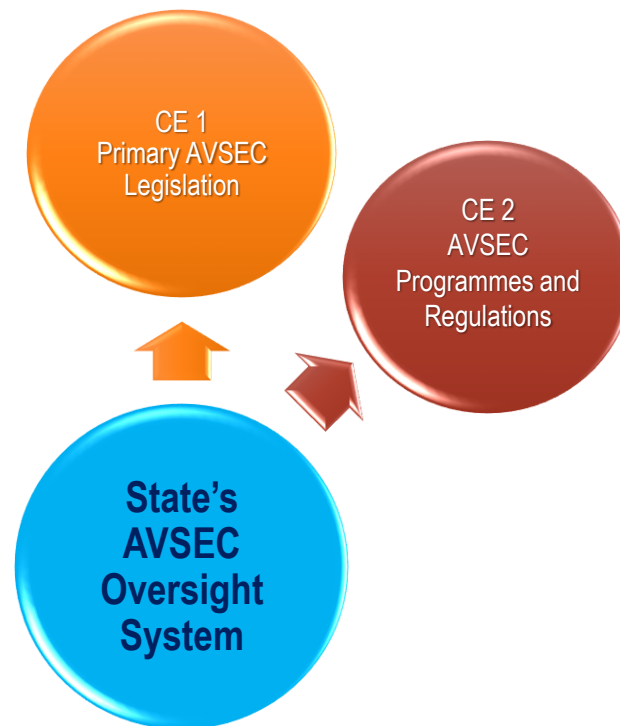 CE 1
Primary AVSEC
Legislation
CE 2
AVSEC
Programmes and
Regulations
State’s
AVSEC
Oversight
System